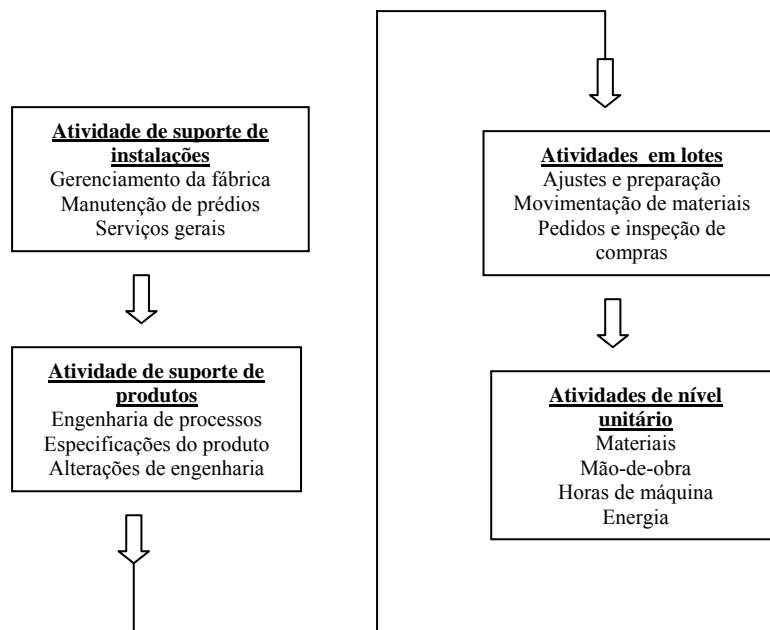 Atividade de suporte de
instalações
Gerenciamento da fábrica
Manutenção de prédios
Serviços gerais
Atividade de suporte de
produtos
Engenharia de processos
Especificações do produto
Alterações de engenharia
Atividades em lotes
Ajustes e preparação
Movimentação de materiais
Pedidos e inspeção de
compras
Atividades de nível
unitário
Materiais
Mão-de-obra
Horas de máquina
Energia